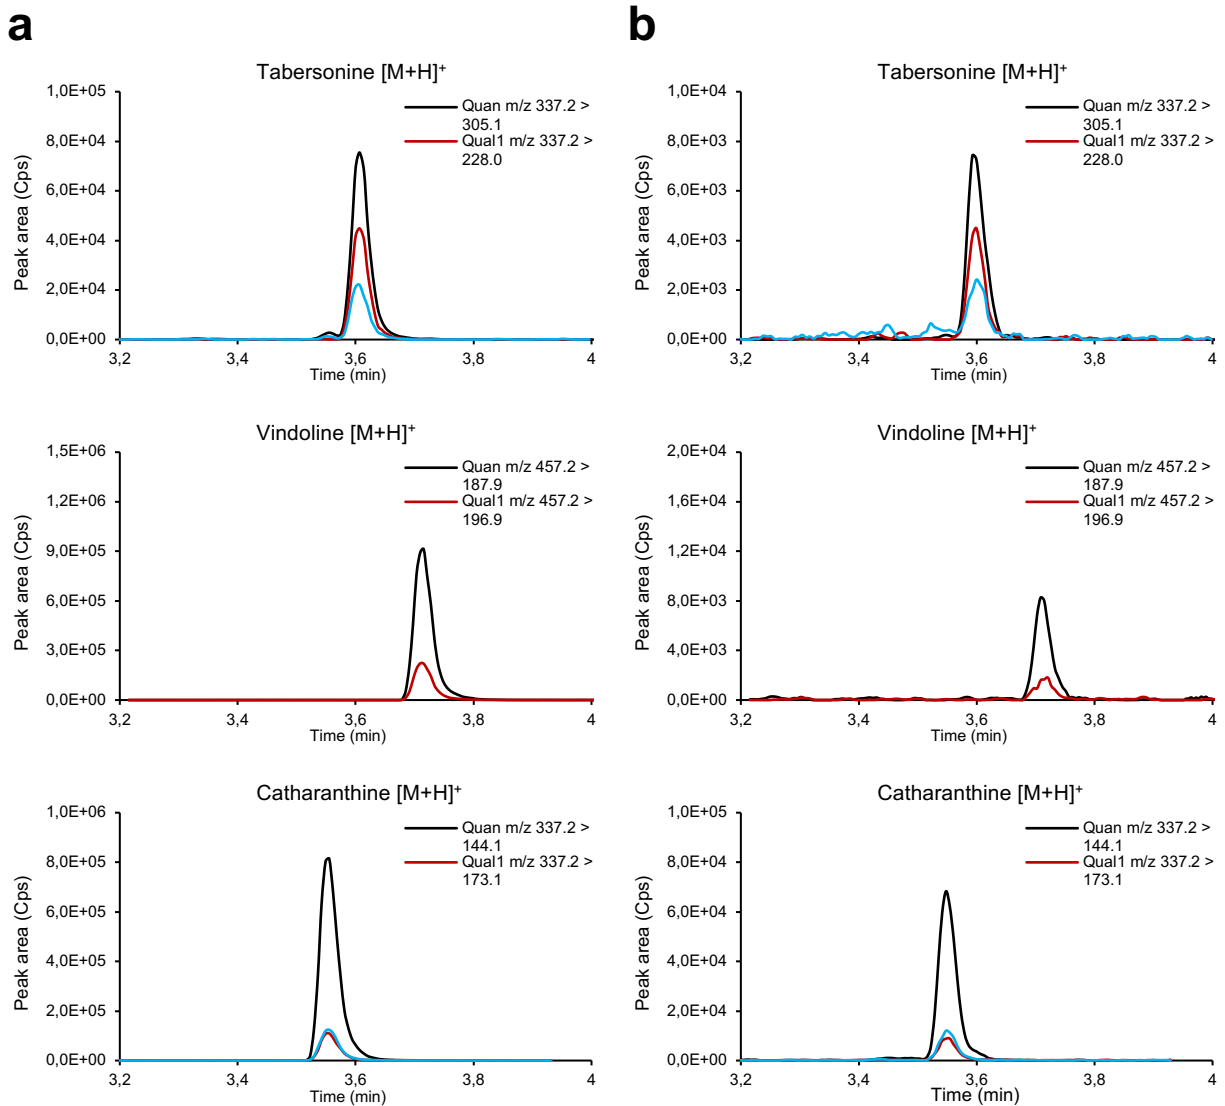 a
b
Tabersonine [M+H]+
Peak area (Cps)
1,0E+05
8,0E+04
6,0E+04
4,0E+04
2,0E+04
0,0E+00
Quan m/z 337.2 >
305.1
Qual1 m/z 337.2 >
228.0
3,2
3,4
3,6
3,8
4
Time (min)
Tabersonine [M+H]+
Peak area (Cps)
1,0E+04
8,0E+03
6,0E+03
4,0E+03
2,0E+03
0,0E+00
Quan m/z 337.2 >
305.1
Qual1 m/z 337.2 >
228.0
3,2
3,4
3,6
3,8
4
Time (min)
Vindoline [M+H]+
Peak area (Cps)
1,5E+06
1,2E+06
9,0E+05
6,0E+05
3,0E+05
0,0E+00
Quan m/z 457.2 >
187.9
Qual1 m/z 457.2 >
196.9
3,2
3,4
3,6
3,8
4
Time (min)
Vindoline [M+H]+
Peak area (Cps)
2,0E+04
1,6E+04
1,2E+04
8,0E+03
4,0E+03
0,0E+00
Quan m/z 457.2 >
187.9
Qual1 m/z 457.2 >
196.9
3,2
3,4
3,6
3,8
4
Time (min)
Catharanthine [M+H]+
Peak area (Cps)
1,0E+06
8,0E+05
6,0E+05
4,0E+05
2,0E+05
0,0E+00
Quan m/z 337.2 >
144.1
Qual1 m/z 337.2 >
173.1
3,2
3,4
3,6
3,8
4
Time (min)
Catharanthine [M+H]+
Peak area (Cps)
1,0E+05
8,0E+04
6,0E+04
4,0E+04
2,0E+04
0,0E+00
Quan m/z 337.2 >
144.1
Qual1 m/z 337.2 >
173.1
3,2
3,4
3,6
3,8
4
Time (min)